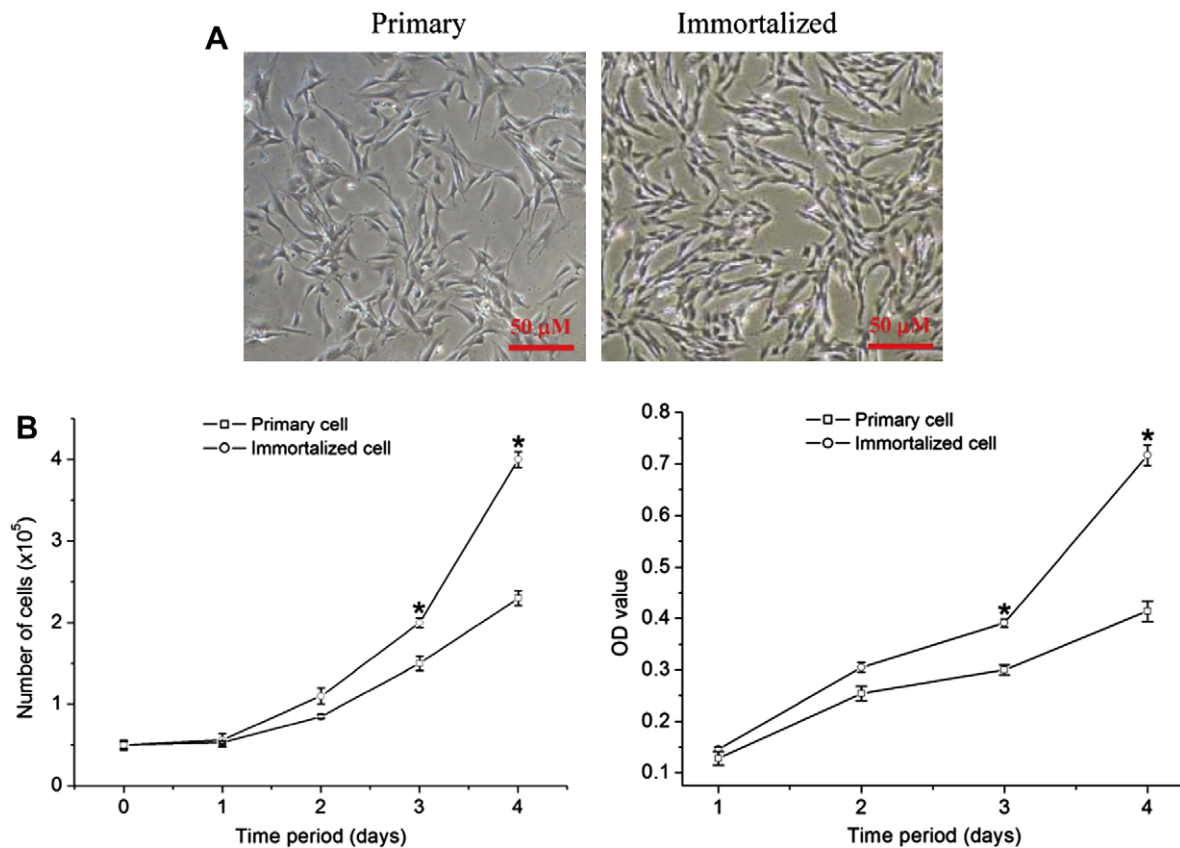 Primary
Immortalized
A
50 μM
50 μM
B
Primary cell
Immortalized cell
*
*
4
3
2
1
0
Number of cells (x10⁵)
0 1 2 3 4
Time period (days)
Primary cell
Immortalized cell
*
*
0.8
0.7
0.6
0.5
0.4
0.3
0.2
0.1
OD value
1 2 3 4
Time period (days)